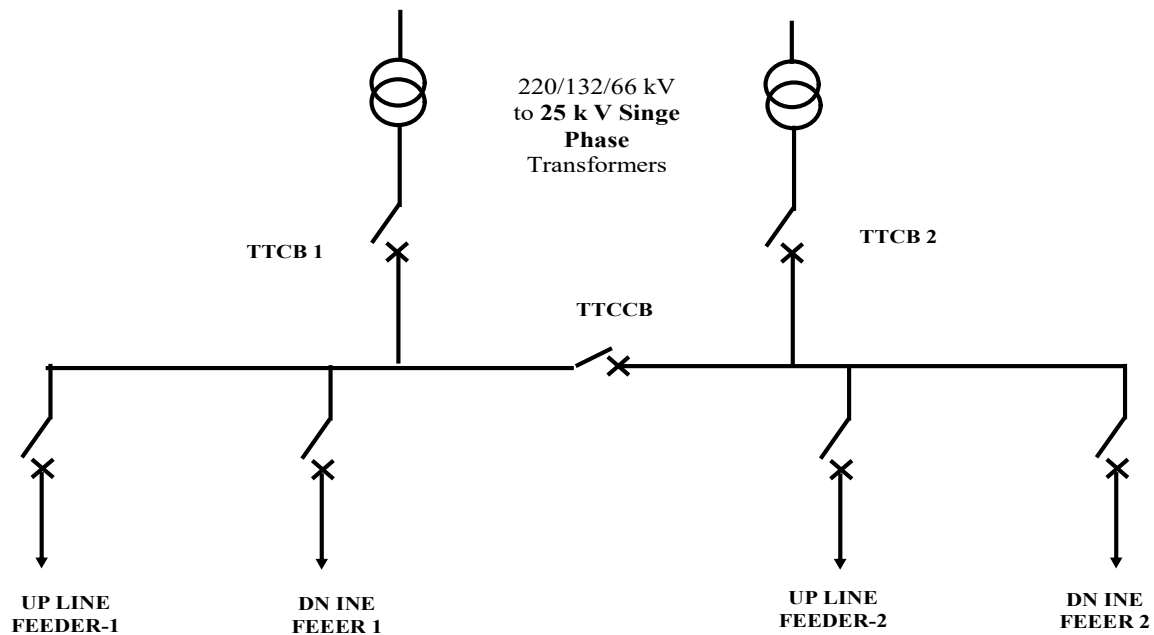 220/132/66 kV
to 25 k V Singe
Phase
Transformers
TTCB 1
TTCB 2
TTCCB
UP LINE
FEEDER-1
DN INE
FEEER 1
UP LINE
FEEDER-2
DN INE
FEEER 2